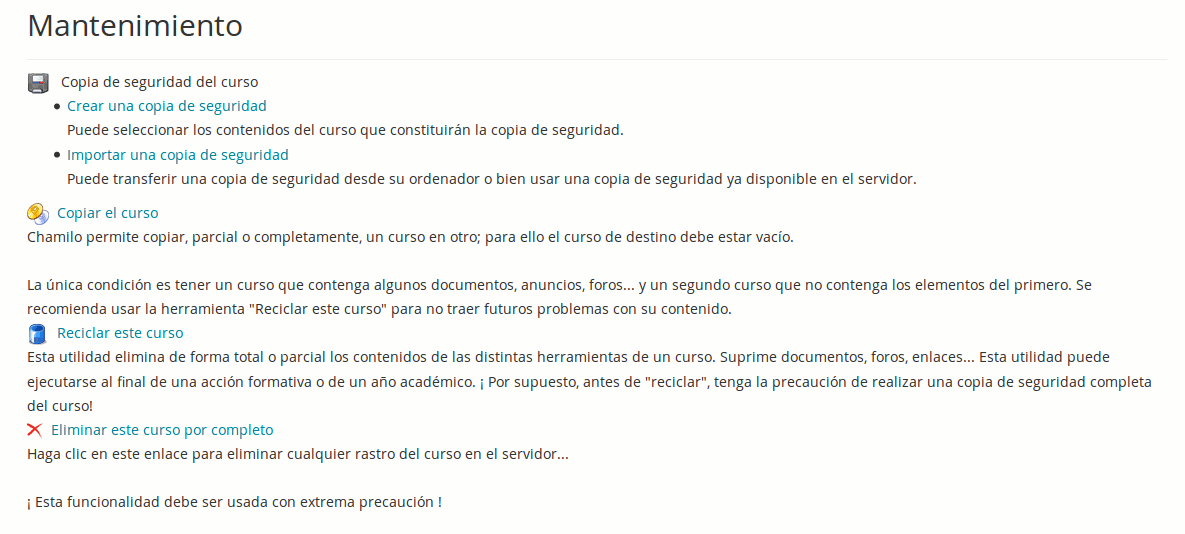 Mantenimiento
Copia de seguridad del curso
Crear una copia de seguridad
Puede seleccionar los contenidos del curso que constituirán la copia de seguridad.
Importar una copia de seguridad
Puede transferir una copia de seguridad desde su ordenador o bien usar una copia de seguridad ya disponible en el servidor.
Copiar el curso
Chamilo permite copiar, parcial o completamente, un curso en otro; para ello el curso de destino debe estar vacío.
La única condición es tener un curso que contenga algunos documentos, anuncios, foros... y un segundo curso que no contenga los elementos del primero. Se
recomienda usar la herramienta "Reciclar este curso" para no traer futuros problemas con su contenido.
Reciclar este curso
Esta utilidad elimina de forma total o parcial los contenidos de las distintas herramientas de un curso. Suprime documentos, foros, enlaces... Esta utilidad puede
ejecutarse al final de una acción formativa o de un año académico. ¡ Por supuesto, antes de "reciclar", tenga la precaución de realizar una copia de seguridad completa
del curso!
Eliminar este curso por completo
Haga clic en este enlace para eliminar cualquier rastro del curso en el servidor...
¡ Esta funcionalidad debe ser usada con extrema precaución !